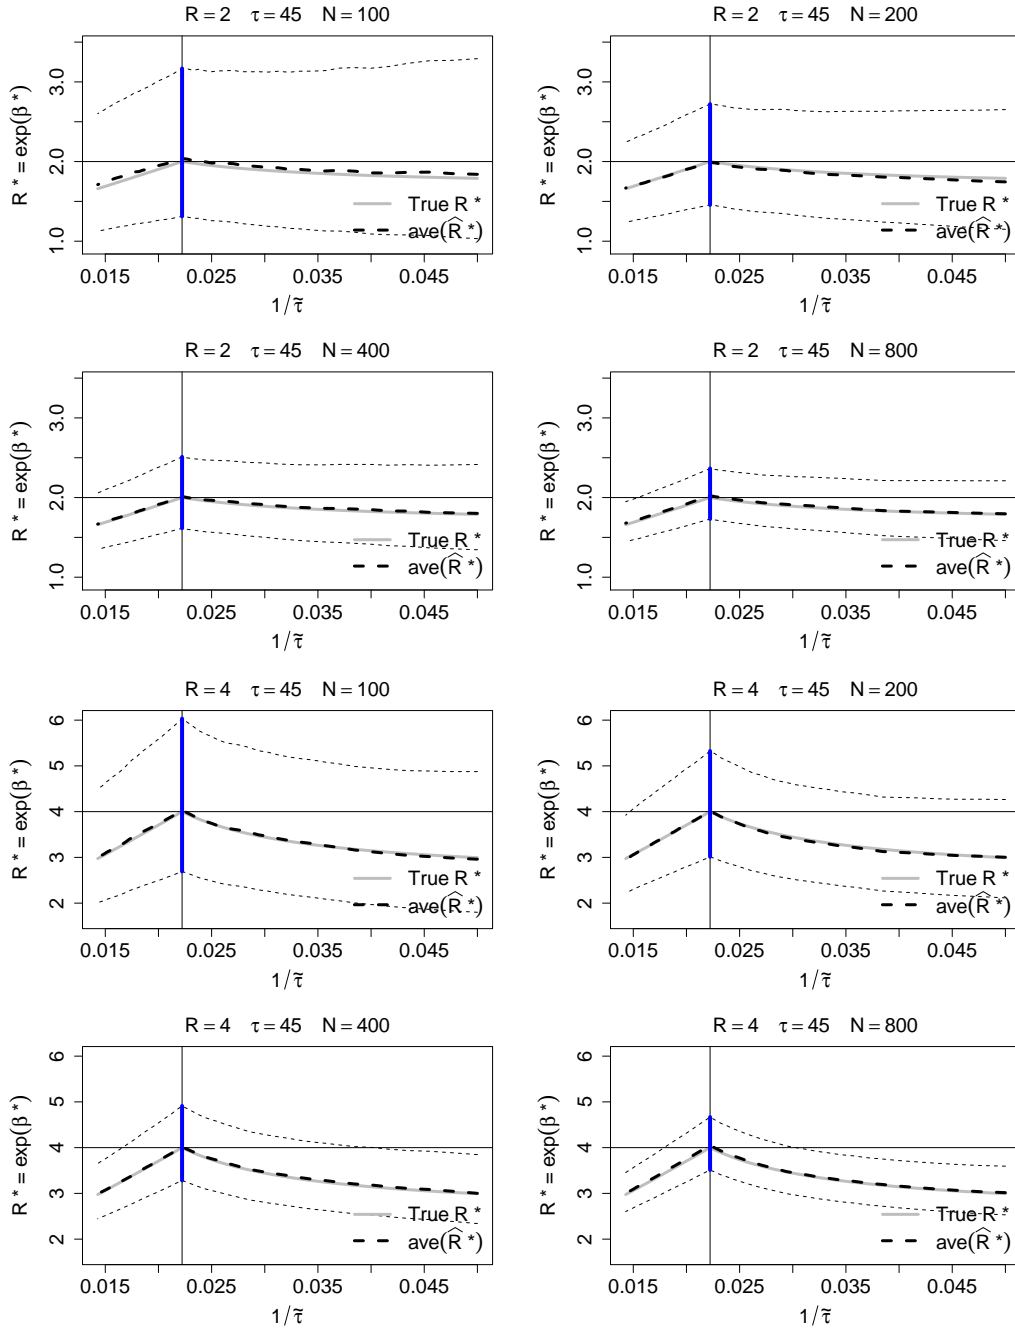 R = 2 τ = 45 N = 100
R * = exp(β *)
1.0 2.0 3.0
True R *
ave(R̂ *)
0.015 0.025 0.035 0.045
1/τ̃
R = 2 τ = 45 N = 200
R * = exp(β *)
1.0 2.0 3.0
True R *
ave(R̂ *)
0.015 0.025 0.035 0.045
1/τ̃
R = 2 τ = 45 N = 400
R * = exp(β *)
1.0 2.0 3.0
True R *
ave(R̂ *)
0.015 0.025 0.035 0.045
1/τ̃
R = 2 τ = 45 N = 800
R * = exp(β *)
1.0 2.0 3.0
True R *
ave(R̂ *)
0.015 0.025 0.035 0.045
1/τ̃
R = 4 τ = 45 N = 100
R * = exp(β *)
2 3 4 5 6
True R *
ave(R̂ *)
0.015 0.025 0.035 0.045
1/τ̃
R = 4 τ = 45 N = 200
R * = exp(β *)
2 3 4 5 6
True R *
ave(R̂ *)
0.015 0.025 0.035 0.045
1/τ̃
R = 4 τ = 45 N = 400
R * = exp(β *)
2 3 4 5 6
True R *
ave(R̂ *)
0.015 0.025 0.035 0.045
1/τ̃
R = 4 τ = 45 N = 800
R * = exp(β *)
2 3 4 5 6
True R *
ave(R̂ *)
0.015 0.025 0.035 0.045
1/τ̃